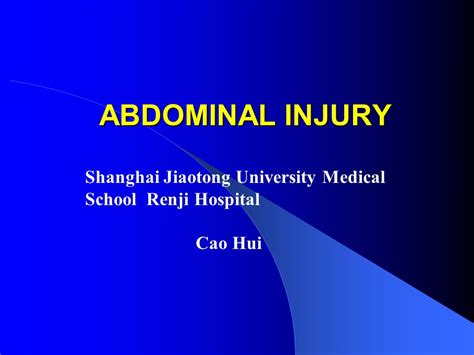 ABDOMINAL INJURY
Shanghai Jiaotong University Medical
School Renji Hospital
Cao Hui